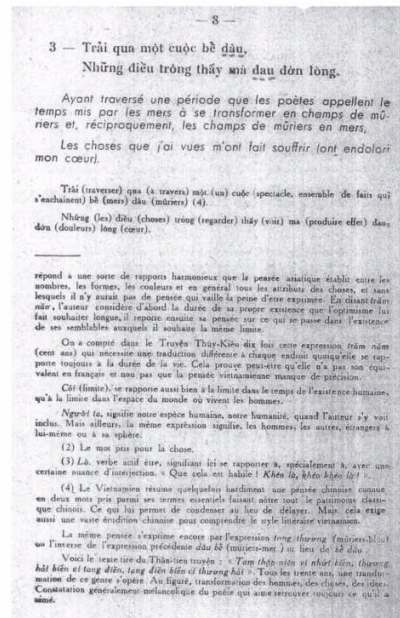 — 8 —
3 — Trải qua một cuộc bể dâu,
Những điều trông thấy mà đau đớn lòng.
Ayant traversé une période que les poètes appellent le
temps mis par les mers à se transformer en champs de mû-
riers et, réciproquement, les champs de mûriers en mers,
Les choses que j'ai vues m'ont fait souffrir (ont endolori
mon cœur).
Trải (traverser) qua (a travers) một (un) cuộc (spectacle, ensemble de faits qui
s'enchainent) bể (mers) dâu (mûriers) (4).
Những (les) điều (choses) trông (regarder) thấy (voir) ma (produire effet) đau
đớn (douleurs) lòng (cœur).
répond a une sorte de rapports harmonieux que la pensée asiatique établit entre les
nombres, les formes, les couleurs et en général tous les attributs des choses, et sans
lesquels il n'y aurait pas de pensée qui vaille la peine d'etre exprimée. En disant trăm
năm, l'auteur considère d'abord la durée de sa propre existence que l'optimisme lui
fait souhaiter longue, il reporte ensuite sa pensée sur ce qui se passe dans l'existence
de ses semblables auxquels il souhaite la même limite.
On a compté dans le Truyện Thúy-Kiều dix fois cette expression trăm năm
(cent ans) qui nécessite une traduction différente à chaque endroit quoiqu'elle se rap-
porte toujours à la durée de la vie. Cela prouve peut-etre qu'elle n'a pas son équi-
valent en français et non pas que la pensée vietnamienne manque de précision.
Cõi (limite), se rapporte aussi bien à la limite dans le temps de l'existence humaine,
qu'à la limite dans l'espace du monde où vivent les hommes.
Người ta, signifie notre espèce humaine, notre humanité, quand l'auteur s'y voit
inclus. Mais ailleurs, la même expression signifie, les hommes, les autres, étrangers à
lui-même ou à sa sphère.
(2) Le mot pris pour la chose.
(3) Là, verbe actif être, signifiant ici se rapporter à, spécialement à, avec une
certaine nuance d'interjection. « Que cela est habile ! Khéo là, khéo khéo là ! ».
(4) Le Vietnamien résume quelquefois hardiment une pensée chinoise connue
en deux mots pris parmi ses termes essentiels faisant nôtre tout le patrimoine classi-
que chinois. Ce qui lui permet de condenser au lieu de délayer. Mais cela exige
aussi une vaste érudition chinoise pour comprendre le style littéraire vietnamien.
La même pensée s'exprime encore par l'expression tang thương (mûriers-bleu)
ou l'inverse de l'expression précédente dâu bể (mûriers-mer) au lieu de bể dâu.
Voici le texte tiré du Thần-tiên truyện : « Tam thập niên vi nhứt biến, thương
hải biến vi tang điền, tang điền biến vi thương hải ». Tous les trente ans, une transfor-
mation de ce genre s'opère. Au figuré, transformation des hommes, des choses, des idées.
Constatation généralement mélancolique du poète qui aime retrouver toujours ce qu'il a
aimé.